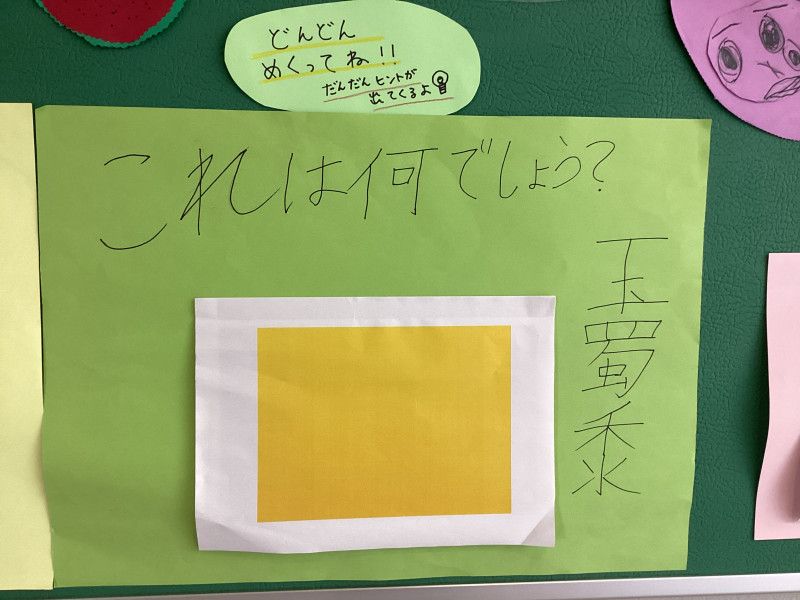 どんどん
めくってね!!
だんだんヒントが
出てくるよ
これは何でしょう?
玉蜀黍